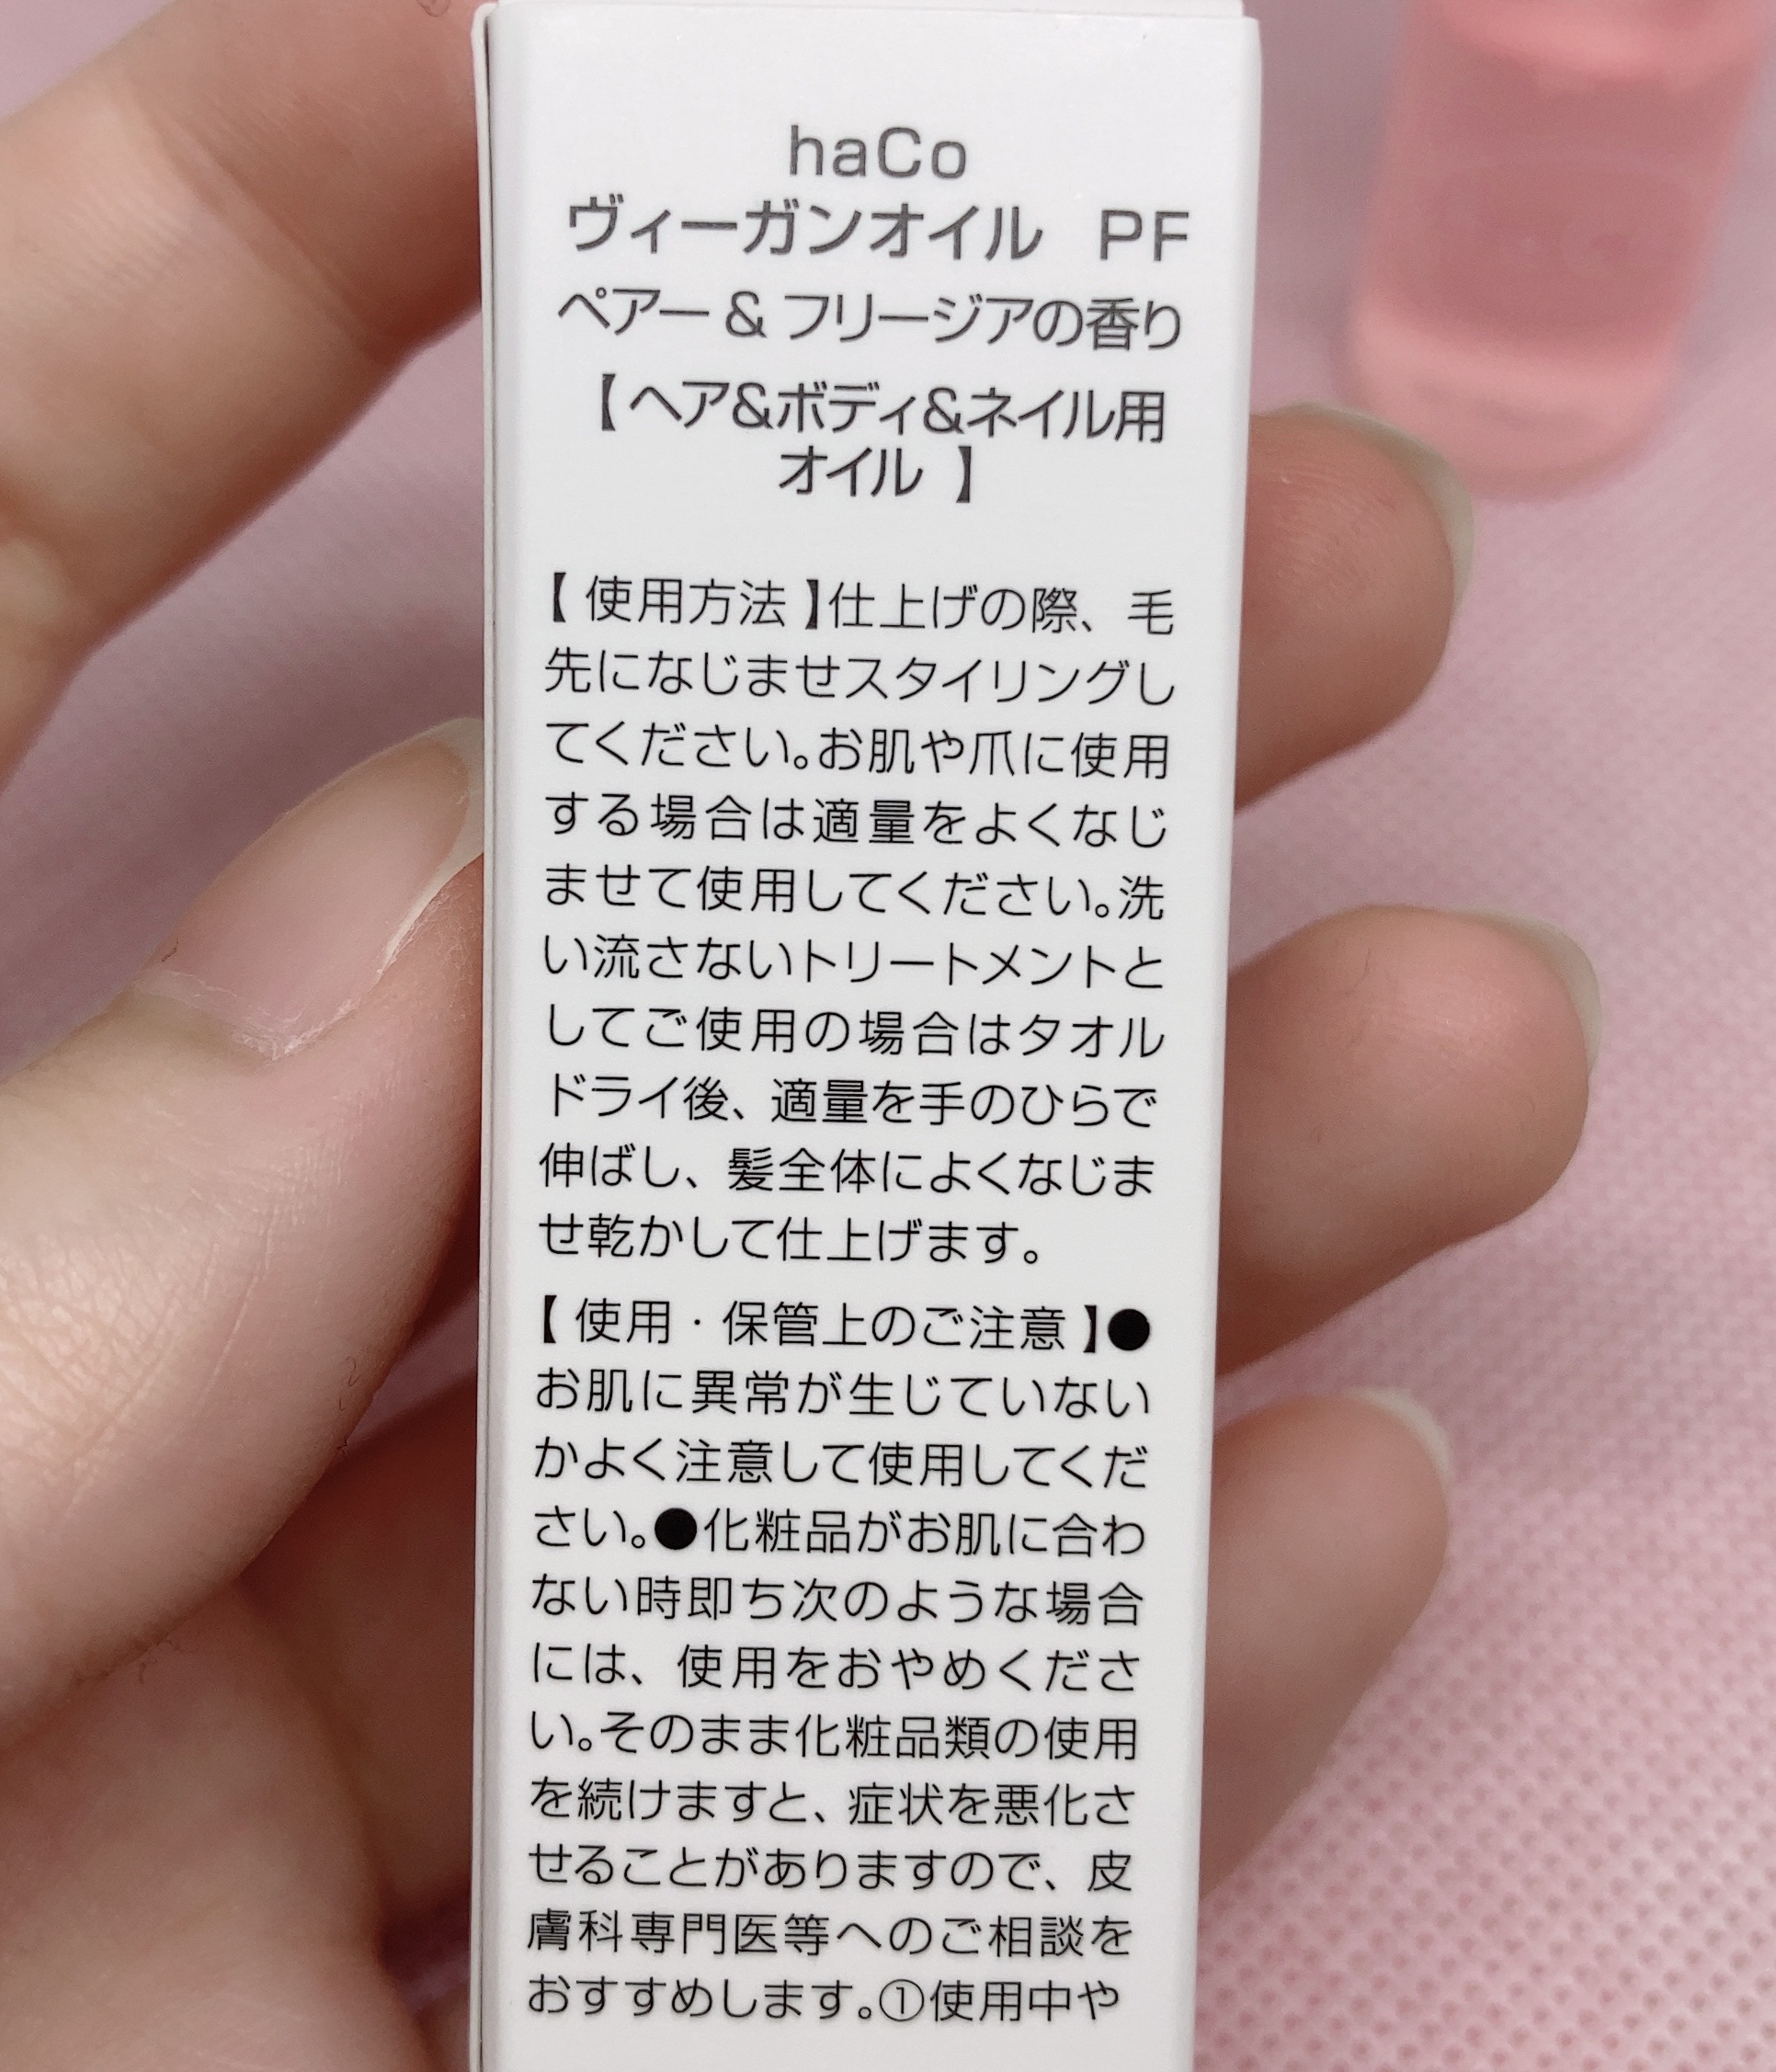 haCo
ヴィーガンオイル PF
ペアー & フリージアの香り
【 ヘア&ボディ&ネイル用
オイル 】
【 使用方法 】仕上げの際、毛
先になじませスタイリングし
てください。お肌や爪に使用
する場合は適量をよくなじ
ませて使用してください。洗
い流さないトリートメントと
してご使用の場合はタオル
ドライ後、適量を手のひらで
伸ばし、髪全体によくなじま
せ乾かして仕上げます。
【 使用・保管上のご注意 】●
お肌に異常が生じていない
かよく注意して使用してくだ
さい。●化粧品がお肌に合わ
ない時即ち次のような場合
には、使用をおやめくださ
い。そのまま化粧品類の使用
を続けますと、症状を悪化さ
せることがありますので、皮
膚科専門医等へのご相談を
おすすめします。①使用中や